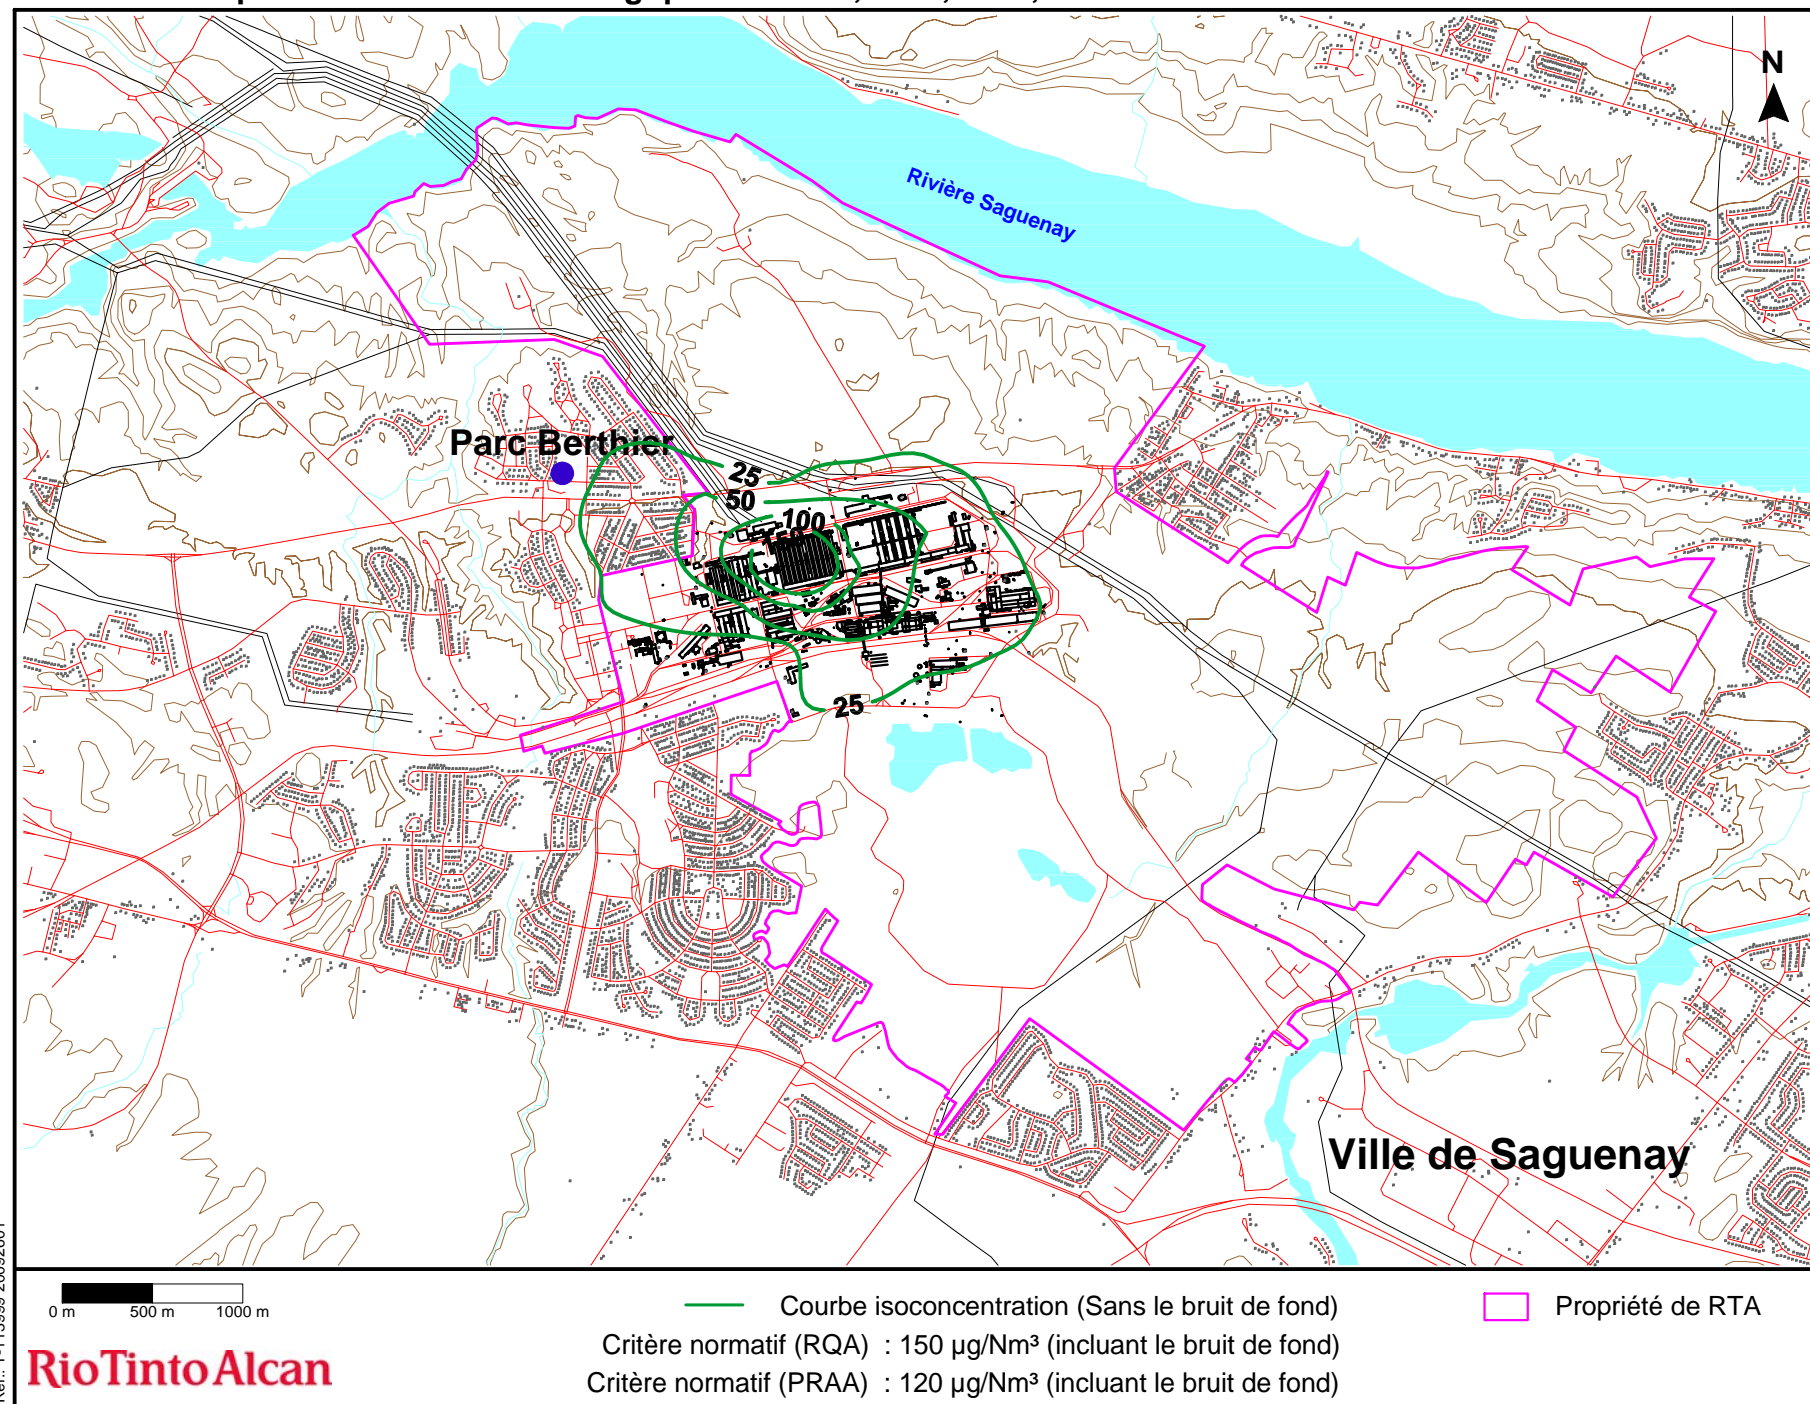 N
Rivière Saguenay
Parc Berthier
25
50
100
25
Ville de Saguenay
0 m 500 m 1000 m
RioTinto Alcan
Courbe isoconcentration (Sans le bruit de fond)
Propriété de RTA
Critère normatif (RQA) : 150 µg/Nm³ (incluant le bruit de fond)
Critère normatif (PRAA) : 120 µg/Nm³ (incluant le bruit de fond)